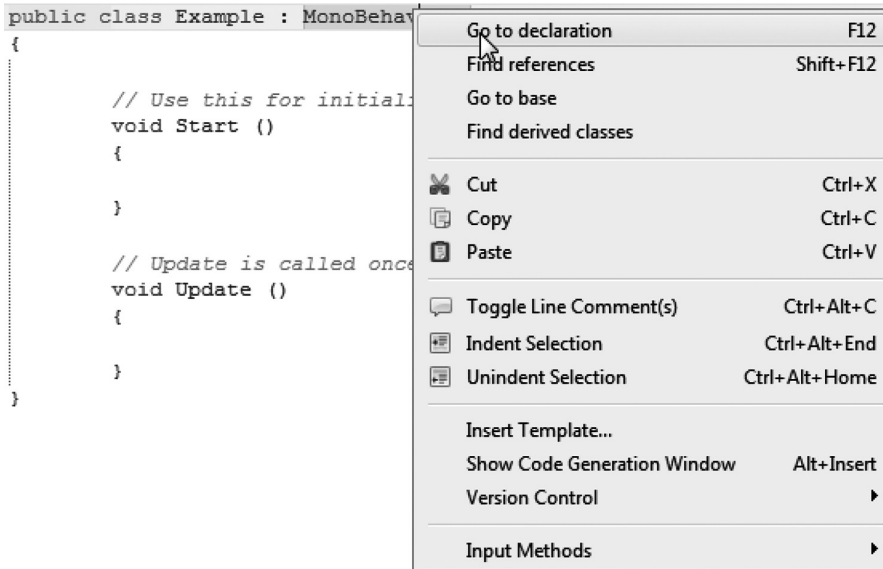 public class Example : MonoBehav
{
// Use this for initiali
void Start ()
{
}
// Update is called once
void Update ()
{
}
}
Go to declaration F12
Find references Shift+F12
Go to base
Find derived classes
Cut Ctrl+X
Copy Ctrl+C
Paste Ctrl+V
Toggle Line Comment(s) Ctrl+Alt+C
Indent Selection Ctrl+Alt+End
Unindent Selection Ctrl+Alt+Home
Insert Template...
Show Code Generation Window Alt+Insert
Version Control
Input Methods